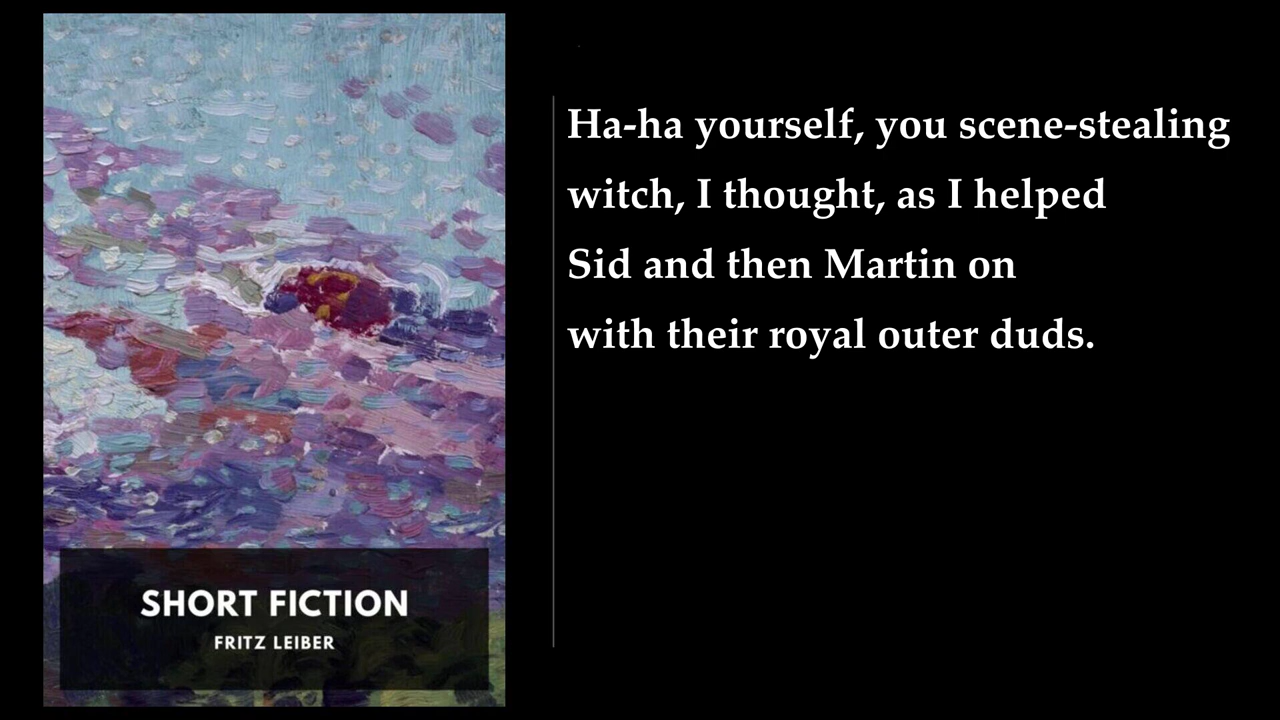 SHORT FICTION
FRITZ LEIBER
Ha-ha yourself, you scene-stealing
witch, I thought, as I helped
Sid and then Martin on
with their royal outer duds.